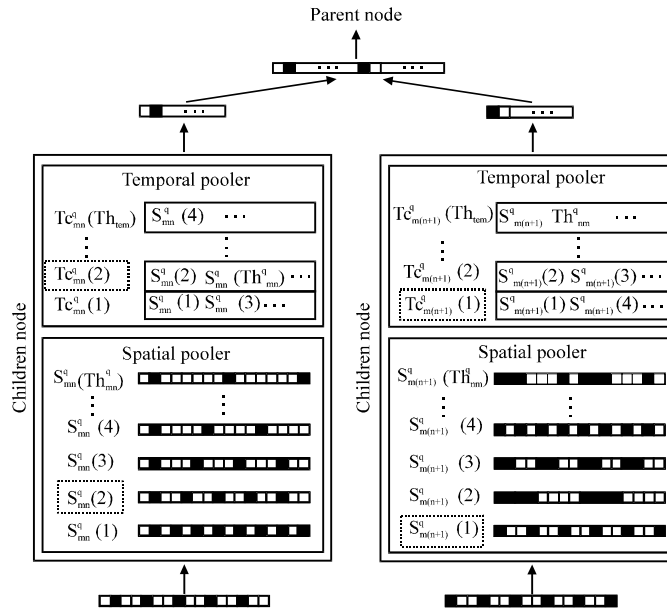 Parent node
Children node
Temporal pooler
Tc^q_mn (Th_tem) S^q_mn (4) ...
Tc^q_mn (2) S^q_mn (2) S^q_mn (Th^q_mn) ...
Tc^q_mn (1) S^q_mn (1) S^q_mn (3) ...
Spatial pooler
S^q_mn (Th^q_mn)
S^q_mn (4)
S^q_mn (3)
S^q_mn (2)
S^q_mn (1)
Children node
Temporal pooler
Tc^q_m(n+1) (Th_tem) S^q_m(n+1) Th^q_nm ...
Tc^q_m(n+1) (2) S^q_m(n+1) (2) S^q_m(n+1) (3) ...
Tc^q_m(n+1) (1) S^q_m(n+1) (1) S^q_m(n+1) (4) ...
Spatial pooler
S^q_m(n+1) (Th^q_nm)
S^q_m(n+1) (4)
S^q_m(n+1) (3)
S^q_m(n+1) (2)
S^q_m(n+1) (1)